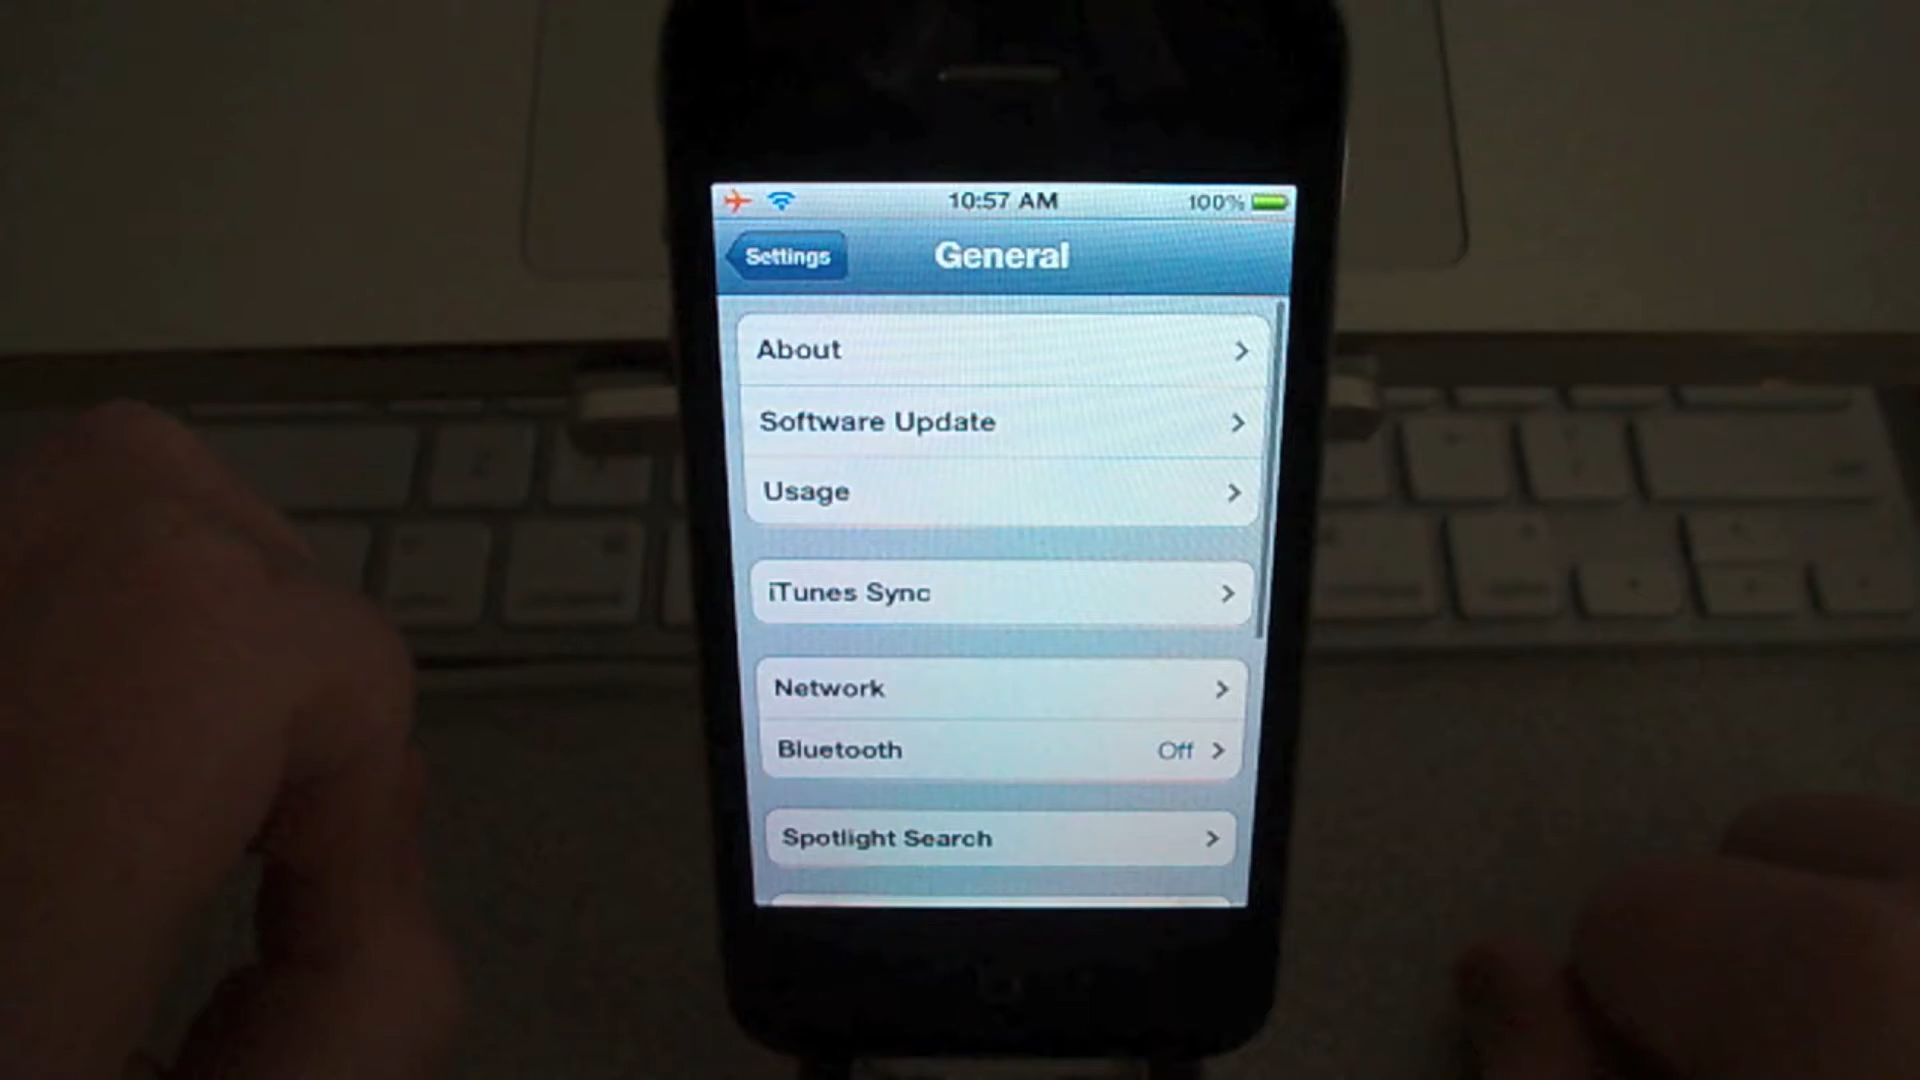 10:57 AM 100%
Settings General
About
Software Update
Usage
iTunes Sync
Network
Bluetooth Off
Spotlight Search